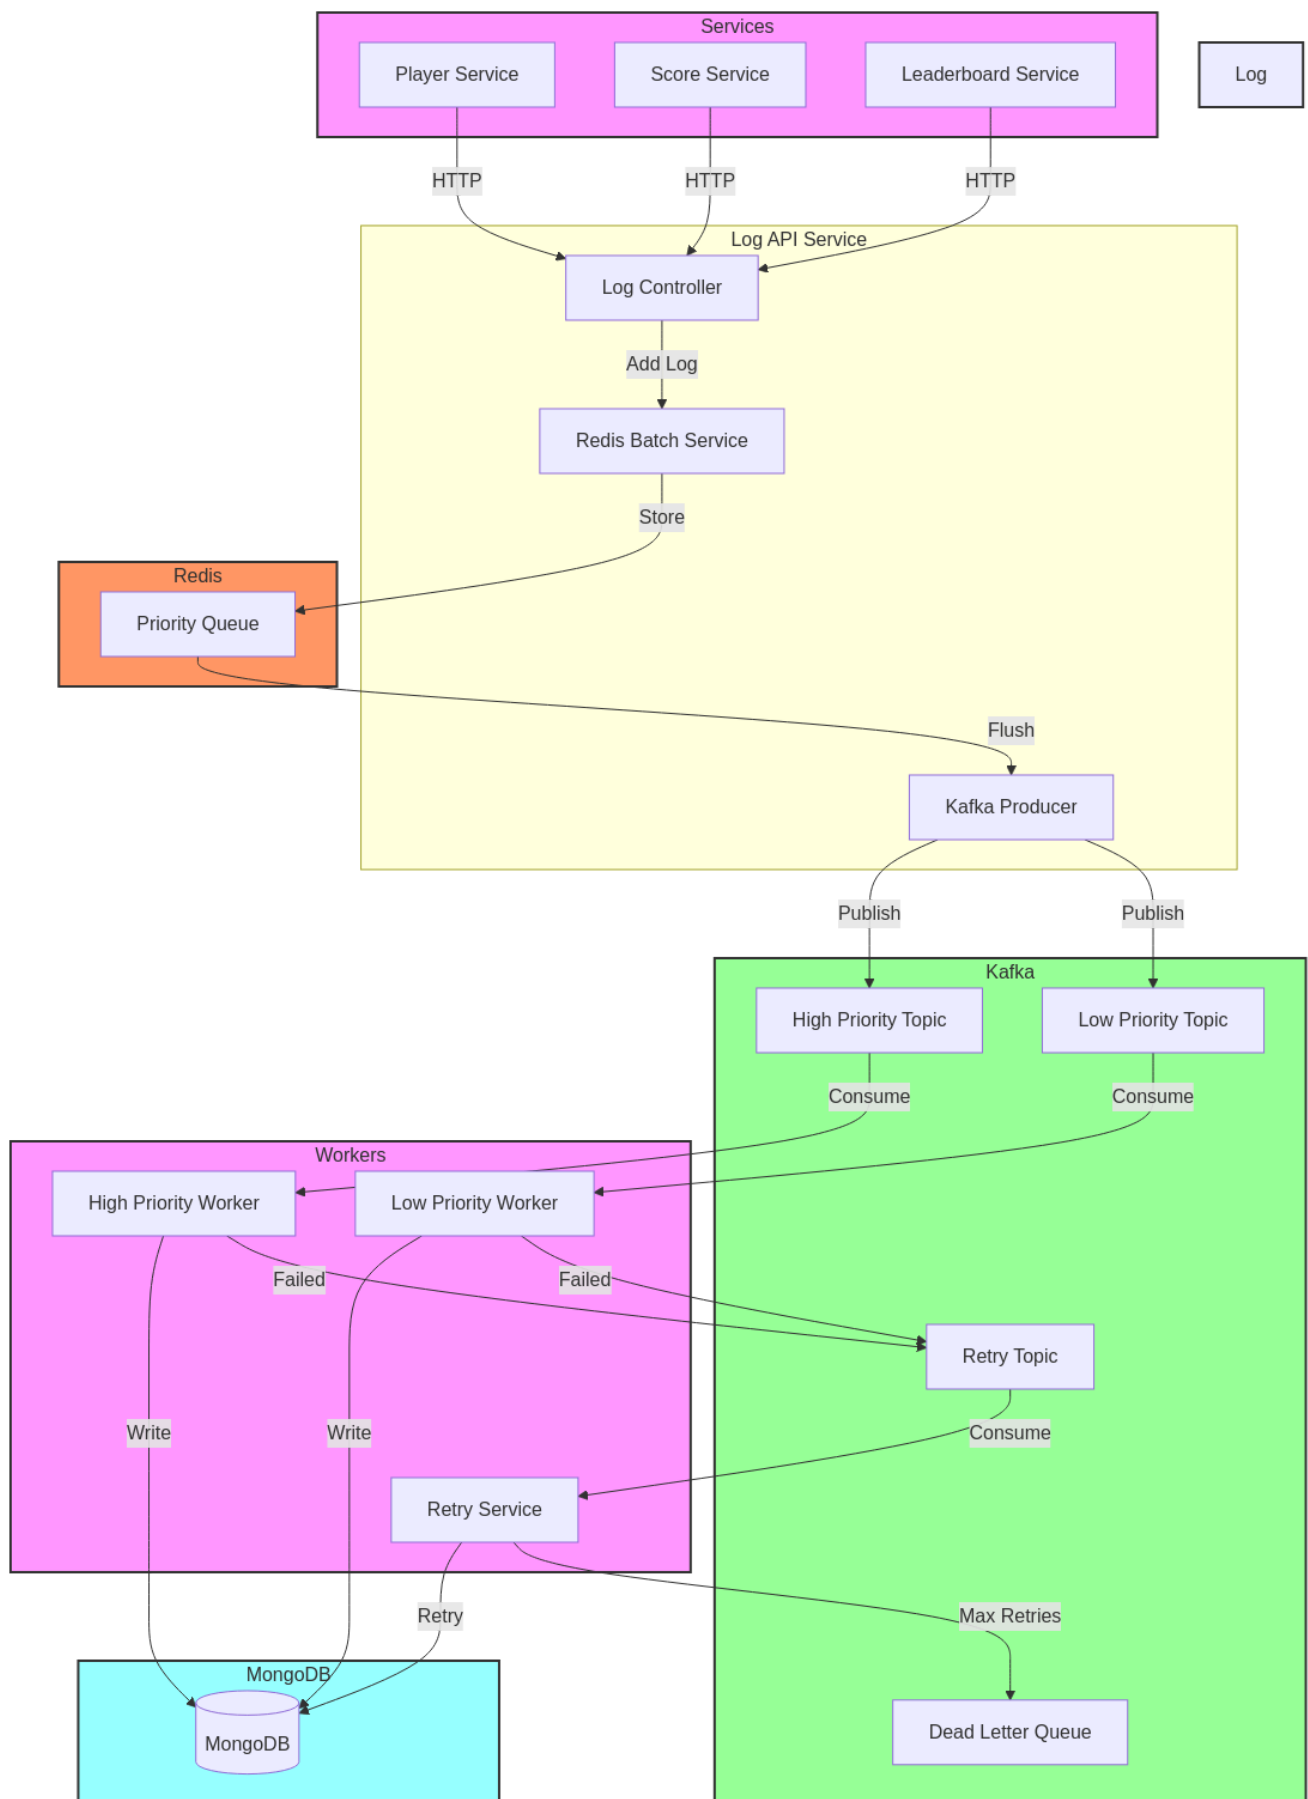 Services
Player Service
Score Service
Leaderboard Service
Log
HTTP
HTTP
HTTP
Log API Service
Log Controller
Add Log
Redis Batch Service
Store
Redis
Priority Queue
Flush
Kafka Producer
Publish
Publish
Kafka
High Priority Topic
Low Priority Topic
Consume
Consume
Workers
High Priority Worker
Low Priority Worker
Failed
Failed
Retry Topic
Write
Write
Consume
Retry Service
Retry
Max Retries
MongoDB
MongoDB
Dead Letter Queue